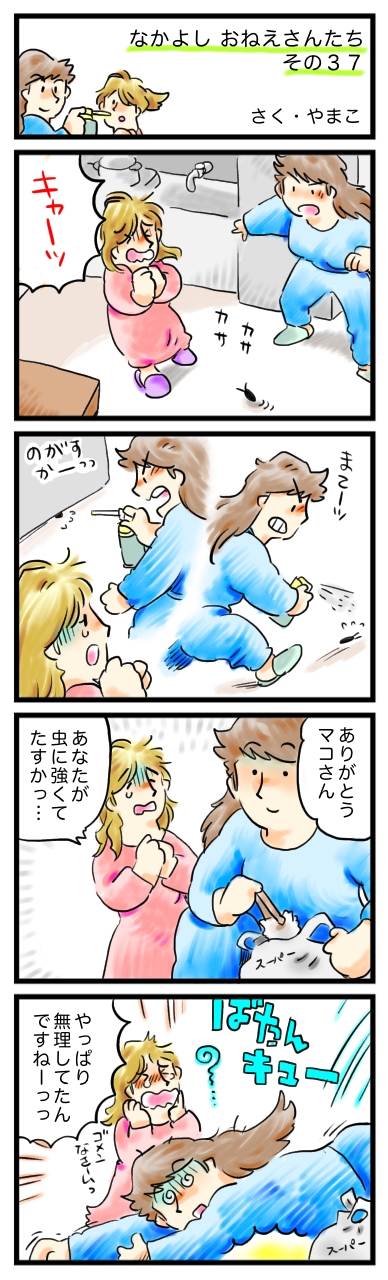 なかよし おねえさんたち
その３７
さく・やまこ
キャーッ
カサ
カサ
まてーッ
のがす
かーっっ
ありがとう
マコさん
あなたが
虫に強くて
たすかっ…
スーパー
ばたん
キュー
…
やっぱり
無理してたん
ですねーっっ
ゴメン
なさーいっ
スーパー